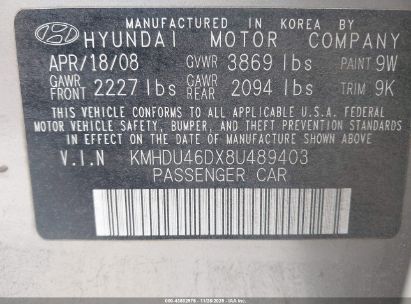 MANUFACTURED IN KOREA BY
HYUNDAI MOTOR COMPANY
APR/18/08 GVWR 3869 lbs PAINT 9W
GAWR FRONT 2227 lbs GAWR REAR 2094 lbs TRIM 9K
THIS VEHICLE CONFORMS TO ALL APPLICABLE U.S.A. FEDERAL
MOTOR VEHICLE SAFETY, BUMPER, AND THEFT PREVENTION STANDARDS
IN EFFECT ON THE DATE OF MANUFACTURE SHOWN ABOVE
V.I.N KMHDU46DX8U489403
PASSENGER CAR